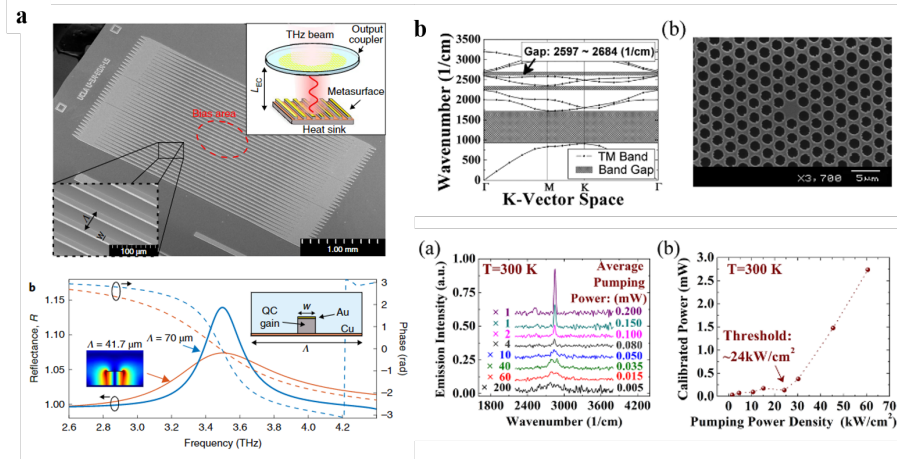 a
THz beam
Output
coupler
L_EC
Metasurface
Heat sink
Bias area
Λ
w
100 μm
1.00 mm
b
Reflectance, R
1.15
1.10
1.05
1.00
Λ = 41.7 μm
Λ = 70 μm
w
QC
gain
Au
Cu
Λ
3
2
1
0
−1
−2
−3
Phase (rad)
2.6 3.0 3.4 3.8 4.2
Frequency (THz)
b
Wavenumber (1/cm)
3500
3000
2500
2000
1500
1000
500
0
Gap: 2597 ~ 2684 (1/cm)
TM Band
Band Gap
Γ M K Γ
K-Vector Space
(b)
X3,700 5μm
(a)
Emission Intensity (a.u.)
1.00
0.75
0.50
0.25
0.00
T=300 K
Average
Pumping
Power: (mW)
× 1 0.200
× 1 0.150
× 2 0.100
× 4 0.080
× 10 0.050
× 40 0.035
× 60 0.015
× 200 0.005
1800 2400 3000 3600 4200
Wavenumber (1/cm)
(b)
Calibrated Power (mW)
3.0
2.5
2.0
1.5
1.0
0.5
0.0
T=300 K
Threshold:
~24kW/cm²
0 10 20 30 40 50 60 70
Pumping Power Density (kW/cm²)